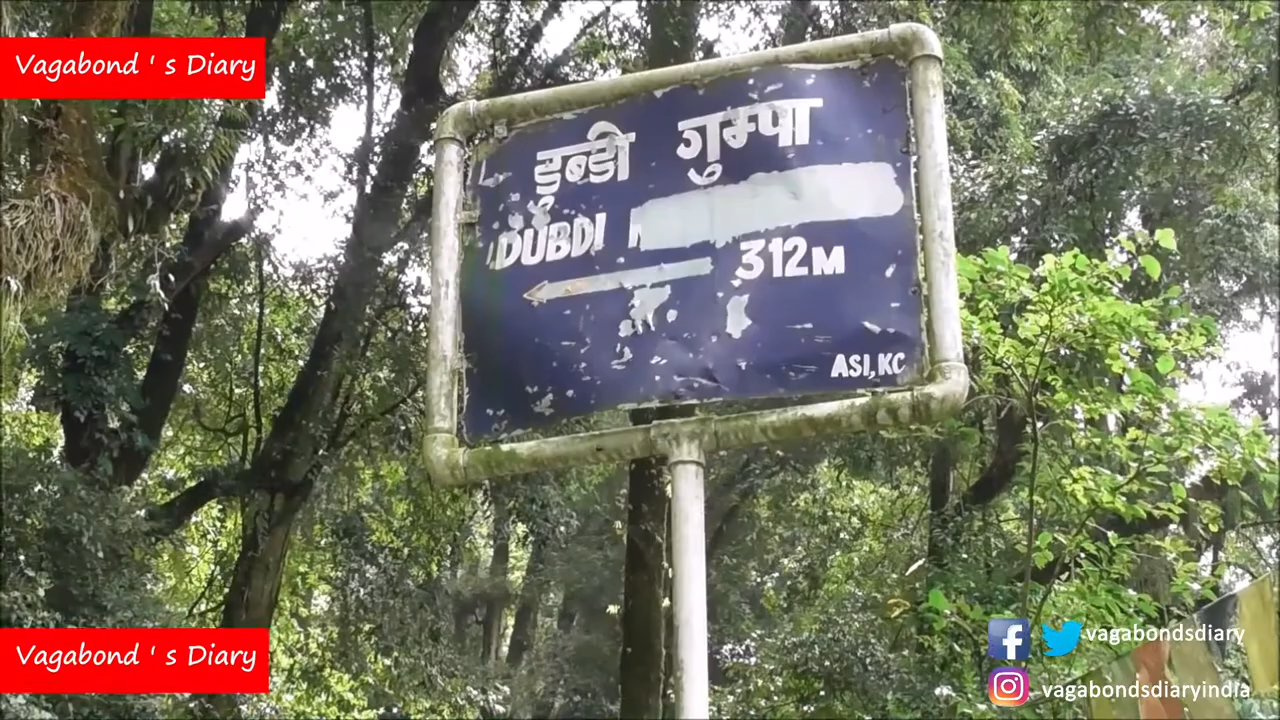 Vagabond ' s Diary
डुब्डी गुम्पा
DUBDI
312M
ASI, KC
Vagabond ' s Diary
vagabondsdiary
vagabondsdiaryindia